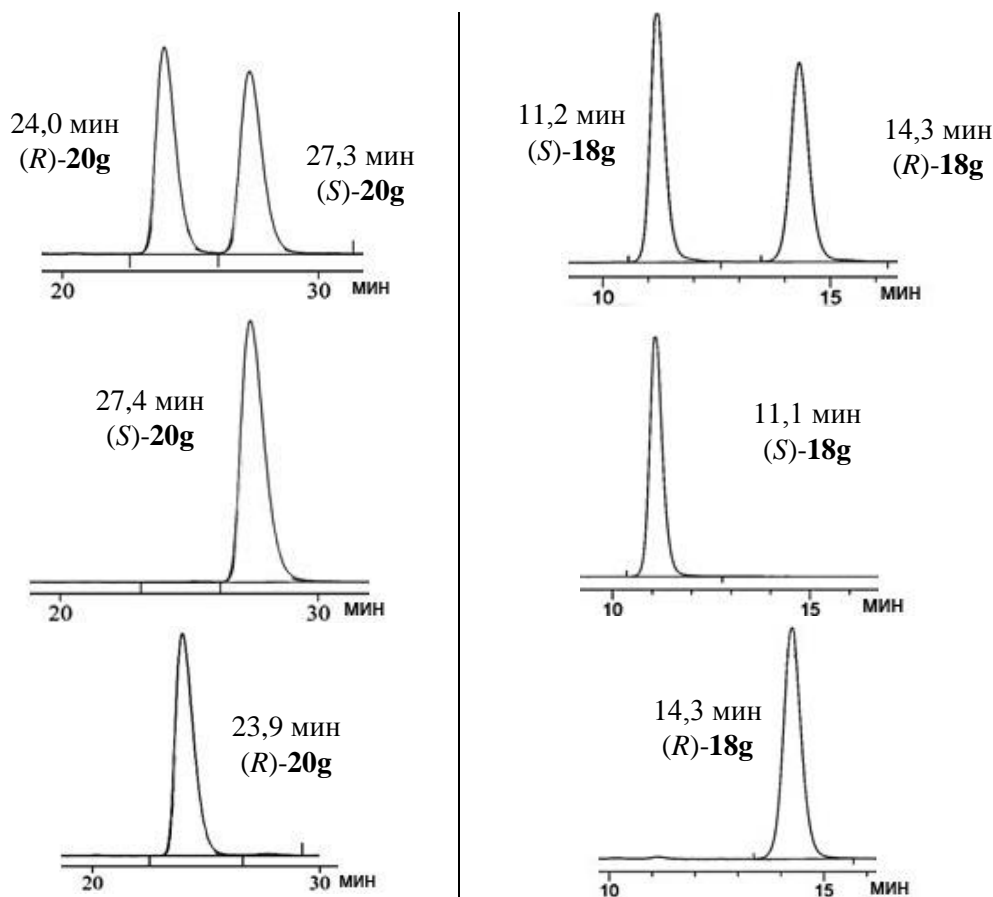 24,0 мин
(R)-20g
27,3 мин
(S)-20g
20
30
мин
27,4 мин
(S)-20g
20
30
мин
23,9 мин
(R)-20g
20
30
мин
11,2 мин
(S)-18g
14,3 мин
(R)-18g
10
15
мин
11,1 мин
(S)-18g
10
15
мин
14,3 мин
(R)-18g
10
15
мин